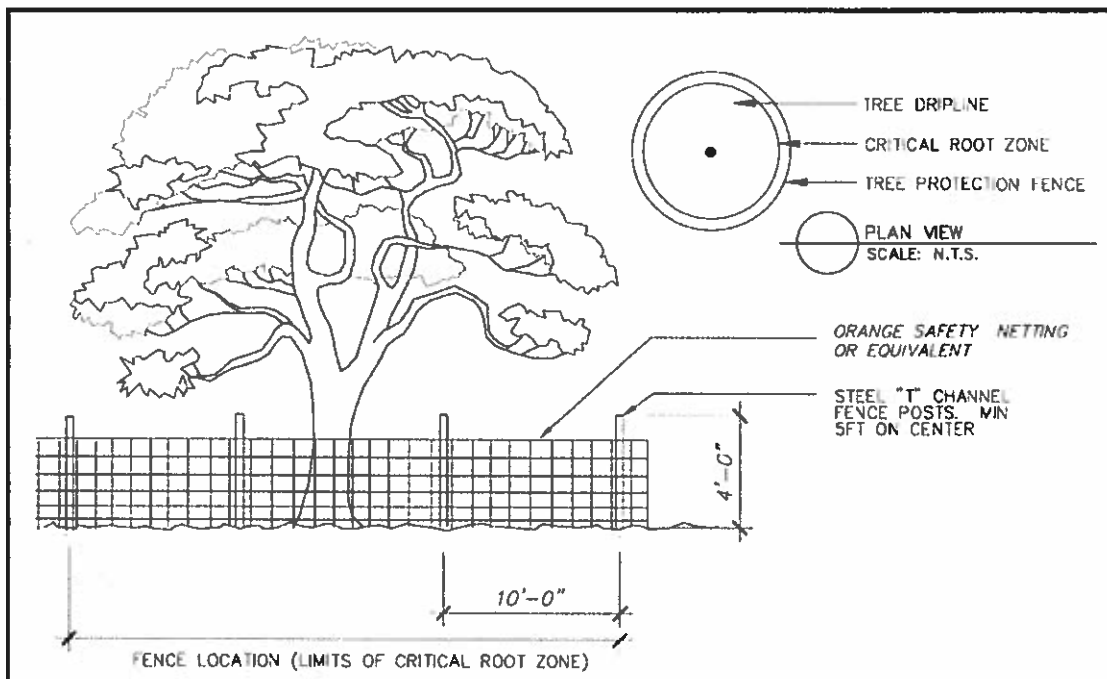 TREE DRIPLINE
CRITICAL ROOT ZONE
TREE PROTECTION FENCE
PLAN VIEW
SCALE: N.T.S.
ORANGE SAFETY NETTING
OR EQUIVALENT
STEEL "T" CHANNEL
FENCE POSTS. MIN
5FT ON CENTER
4'-0"
10'-0"
FENCE LOCATION (LIMITS OF CRITICAL ROOT ZONE)